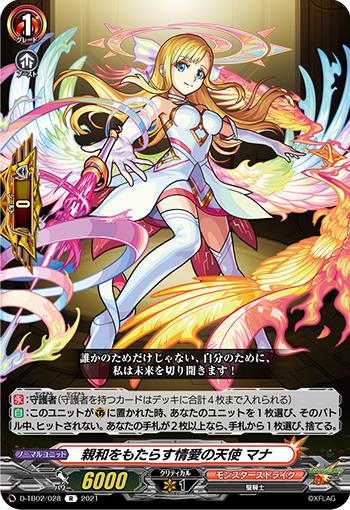 1
グレード
ブースト
シールド
0
誰かのためだけじゃない、自分のために、
私は未来を切り開きます!
永:守護者(守護者を持つカードはデッキに合計4枚まで入れられる)
自:このユニットが(G)に置かれた時、あなたのユニットを1枚選び、そのバト
ル中、ヒットされない。あなたの手札が2枚以上なら、手札から1枚選び、捨てる。
ノーマルユニット
親和をもたらす情愛の天使 マナ
パワー
6000
クリティカル
1
モンスターストライク
聖騎士
D-TB02/028 R 2021
©XFLAG